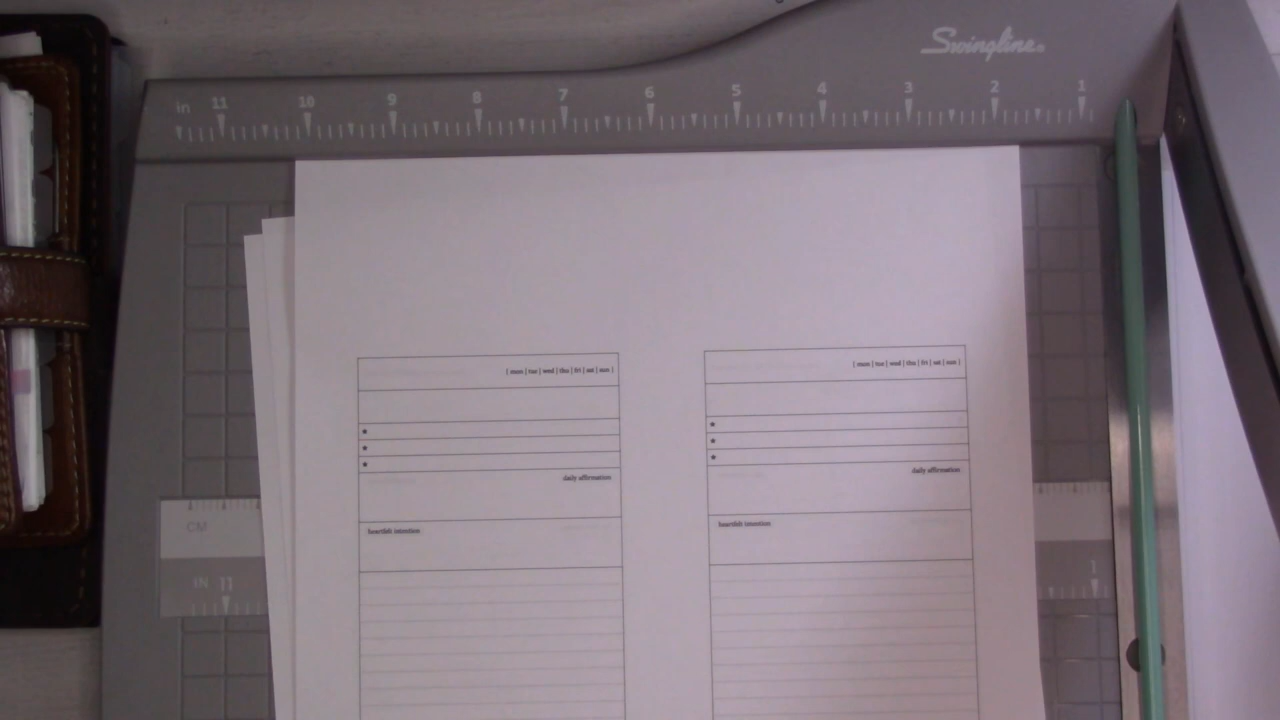 Swingline
in 11 10 9 8 7 6 5 4 3 2 1
[ mon | tue | wed | thu | fri | sat | sun ]
★
★
★
daily affirmation
heartfelt intention
[ mon | tue | wed | thu | fri | sat | sun ]
★
★
★
daily affirmation
heartfelt intention
CM
IN 11
1